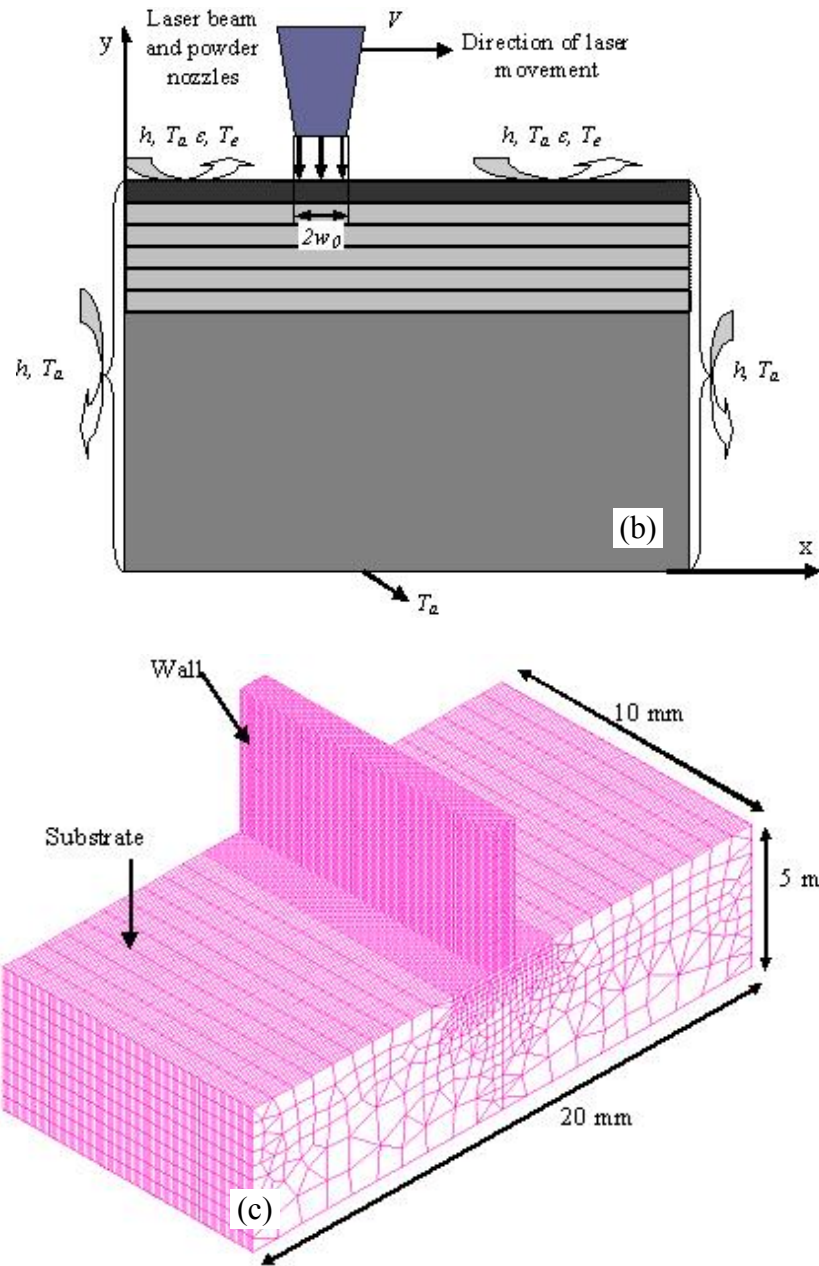 Laser beam
and powder
nozzles
y
V
Direction of laser
movement
h, Tₐ ε, Tₑ
h, Tₐ ε, Tₑ
2w₀
h, Tₐ
h, Tₐ
(b)
x
Tₐ
Wall
10 mm
Substrate
5 m
20 mm
(c)